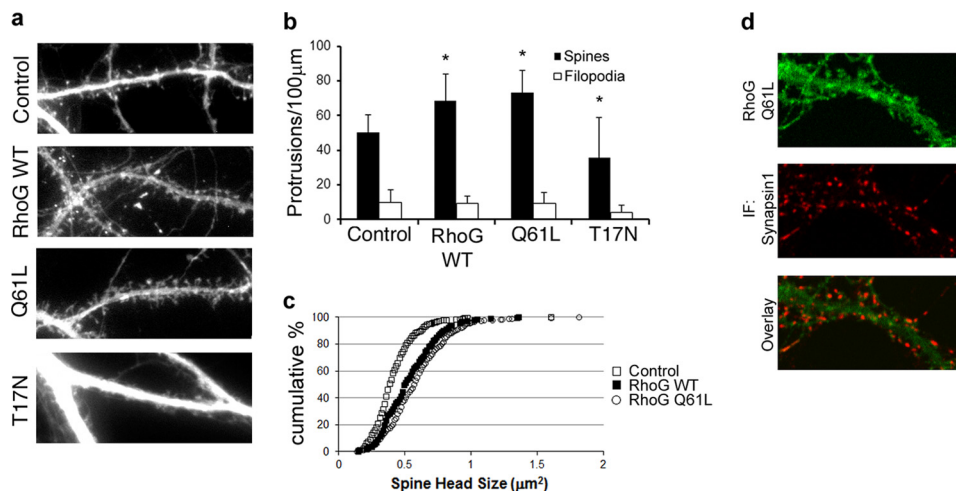 a
Control
RhoG WT
Q61L
T17N
b
Protrusions/100μm
100
80
60
40
20
0
* * *
Spines
Filopodia
Control RhoG WT Q61L T17N
c
cumulative %
100
80
60
40
20
0
0 0.5 1 1.5 2
Spine Head Size (μm²)
Control
RhoG WT
RhoG Q61L
d
RhoG
Q61L
IF:
Synapsin1
Overlay